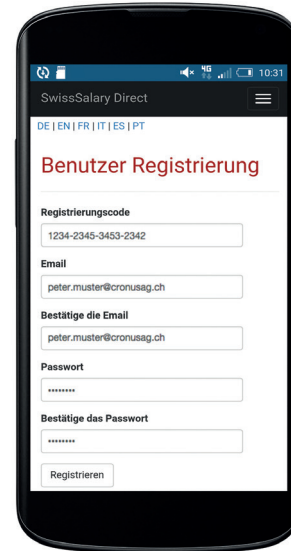 4G
10:31
SwissSalary Direct
DE | EN | FR | IT | ES | PT
Benutzer Registrierung
Registrierungscode
1234-2345-3453-2342
Email
peter.muster@cronusag.ch
Bestätige die Email
peter.muster@cronusag.ch
Passwort
••••••••
Bestätige das Passwort
••••••••
Registrieren